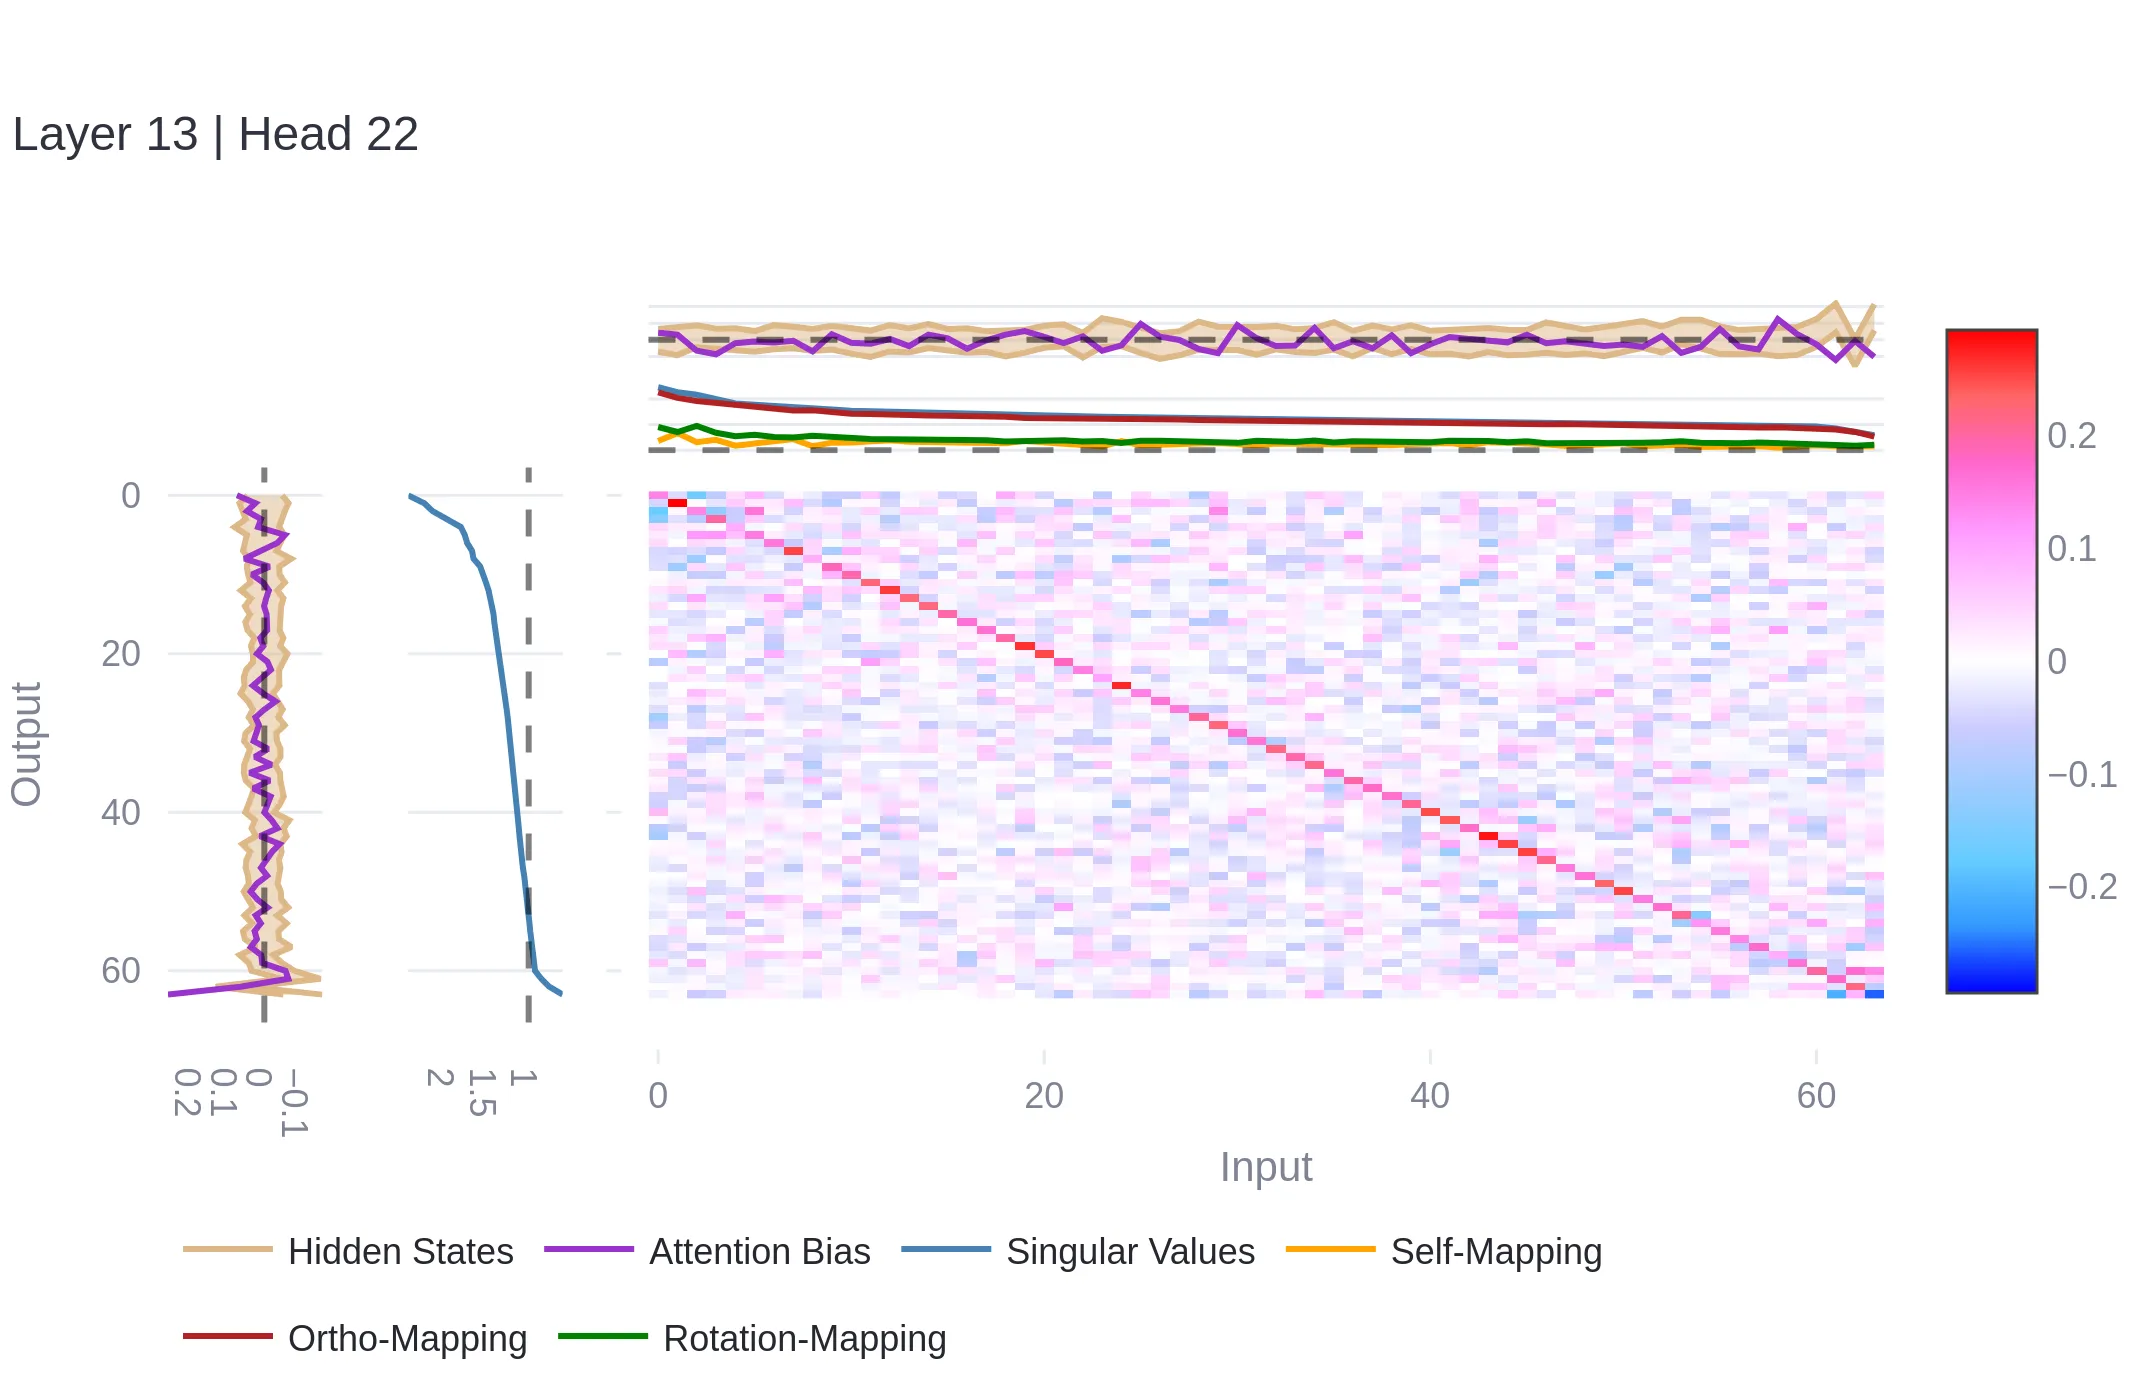 Layer 13 | Head 22
0
20
40
60
Output
0.2
0.1
0
−0.1
2
1.5
1
0
20
40
60
Input
0.2
0.1
0
−0.1
−0.2
Hidden States
Attention Bias
Singular Values
Self-Mapping
Ortho-Mapping
Rotation-Mapping